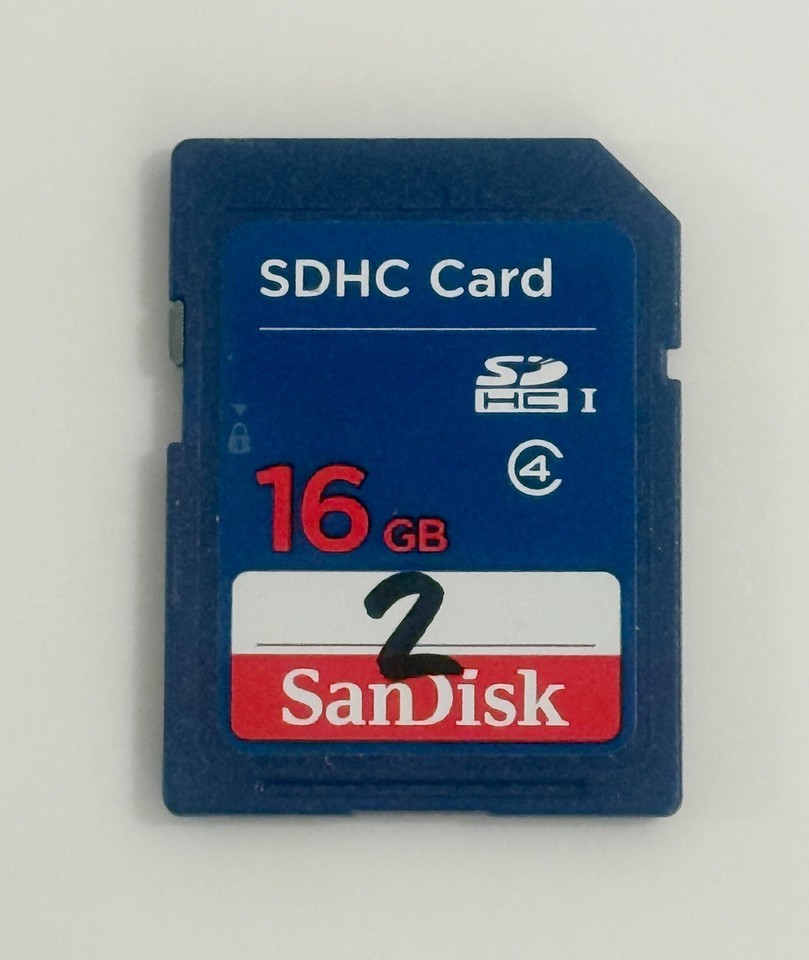 SDHC Card
SD
HC I
4
16 GB
2
SanDisk